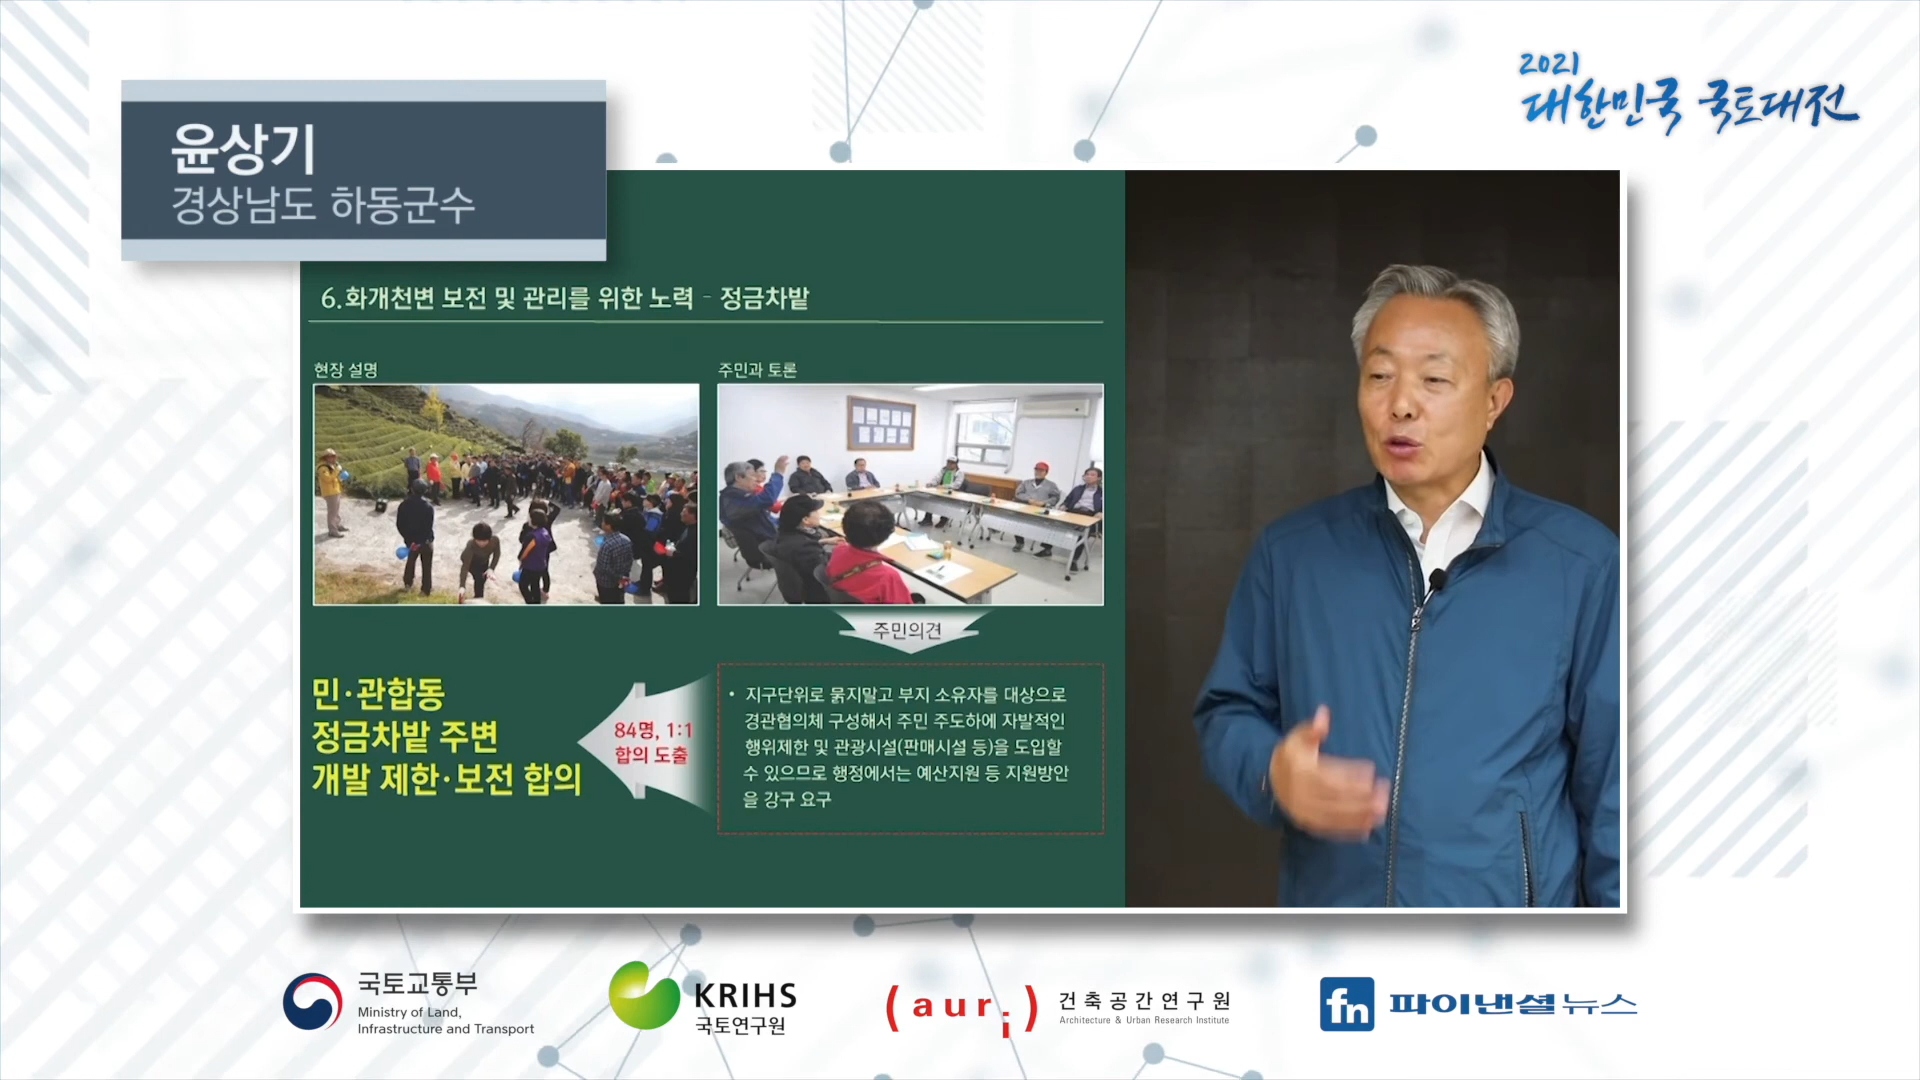 2021
대한민국 국토대전
윤상기
경상남도 하동군수
6.화개천변 보전 및 관리를 위한 노력 - 정금차밭
현장 설명
주민과 토론
주민의견
민·관합동
정금차밭 주변
개발 제한·보전 합의
84명, 1:1
합의 도출
• 지구단위로 묶지말고 부지 소유자를 대상으로
경관협의체 구성해서 주민 주도하에 자발적인
행위제한 및 관광시설(판매시설 등)을 도입할
수 있으므로 행정에서는 예산지원 등 지원방안
을 강구 요구
국토교통부
Ministry of Land,
Infrastructure and Transport
KRIHS
국토연구원
(auri)
건축공간연구원
Architecture & Urban Research Institute
fn 파이낸셜뉴스